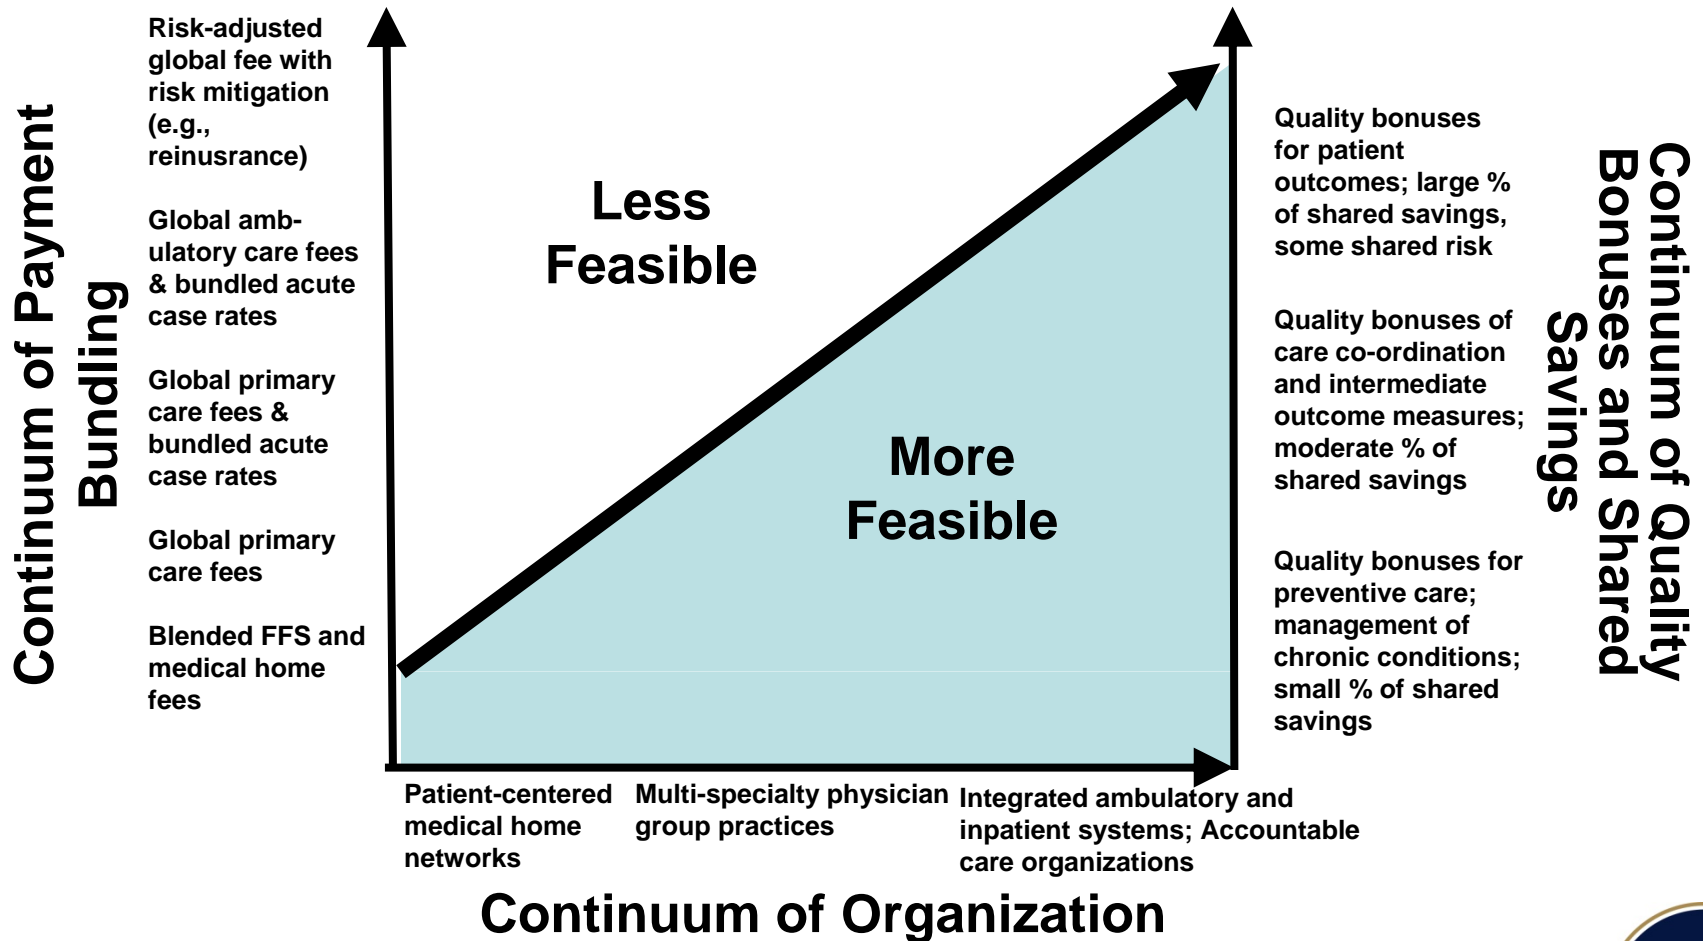 Continuum of Payment
Bundling
Risk-adjusted
global fee with
risk mitigation
(e.g.,
reinusrance)
Global amb-
ulatory care fees
& bundled acute
case rates
Global primary
care fees &
bundled acute
case rates
Global primary
care fees
Blended FFS and
medical home
fees
Less
Feasible
More
Feasible
Quality bonuses
for patient
outcomes; large %
of shared savings,
some shared risk
Quality bonuses of
care co-ordination
and intermediate
outcome measures;
moderate % of
shared savings
Quality bonuses for
preventive care;
management of
chronic conditions;
small % of shared
savings
Continuum of Quality
Bonuses and Shared
Savings
Patient-centered
medical home
networks
Multi-specialty physician
group practices
Integrated ambulatory and
inpatient systems; Accountable
care organizations
Continuum of Organization